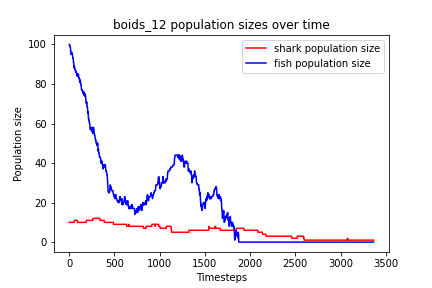 boids_12 population sizes over time
shark population size
fish population size
Population size
100
80
60
40
20
0
0 500 1000 1500 2000 2500 3000 3500
Timesteps